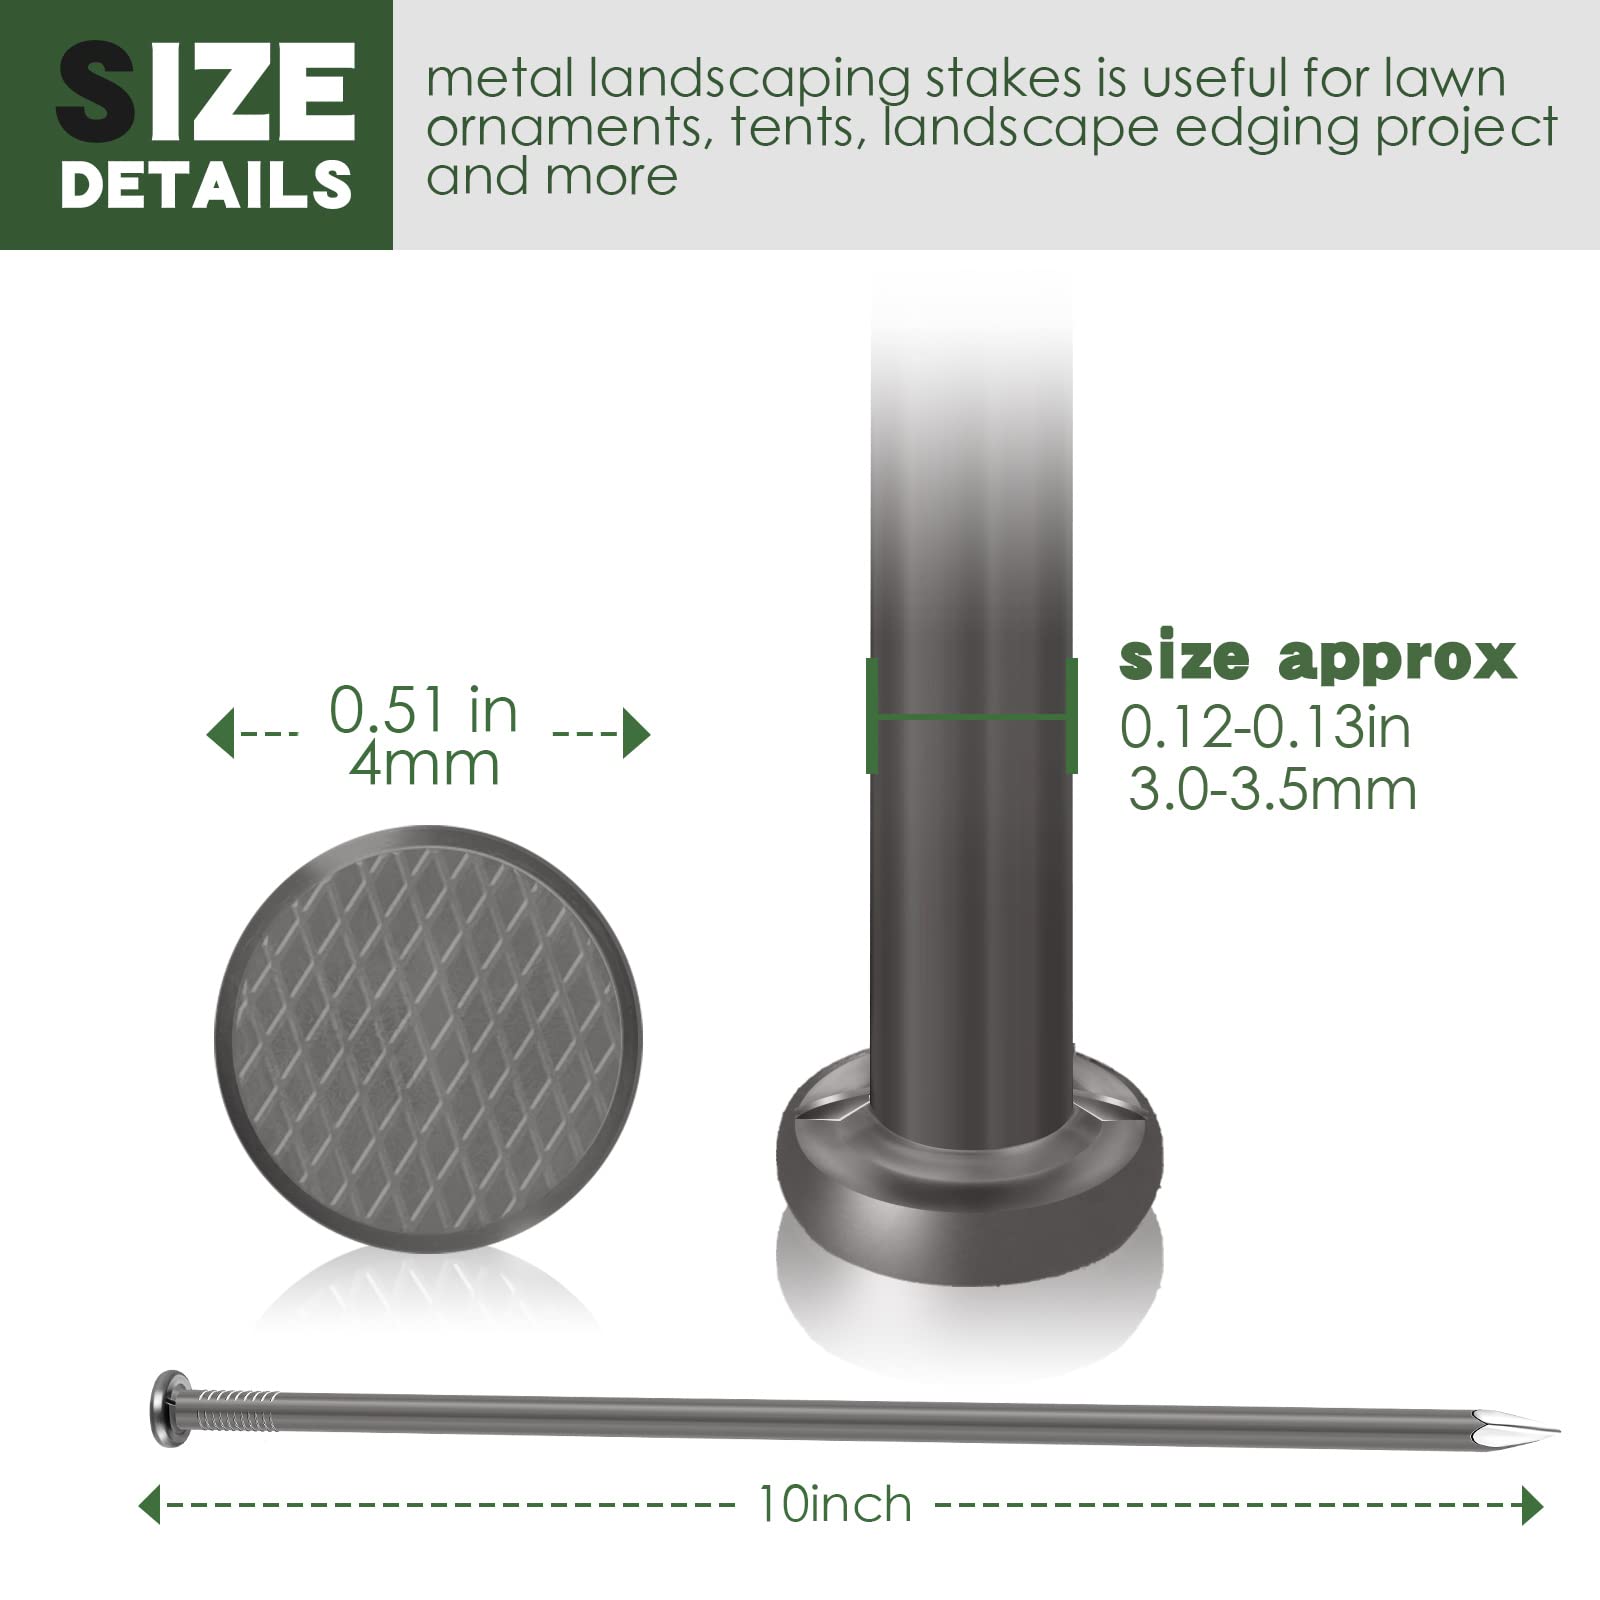 SIZE
DETAILS
metal landscaping stakes is useful for lawn
ornaments, tents, landscape edging project
and more
0.51 in
4mm
size approx
0.12-0.13in
3.0-3.5mm
10inch